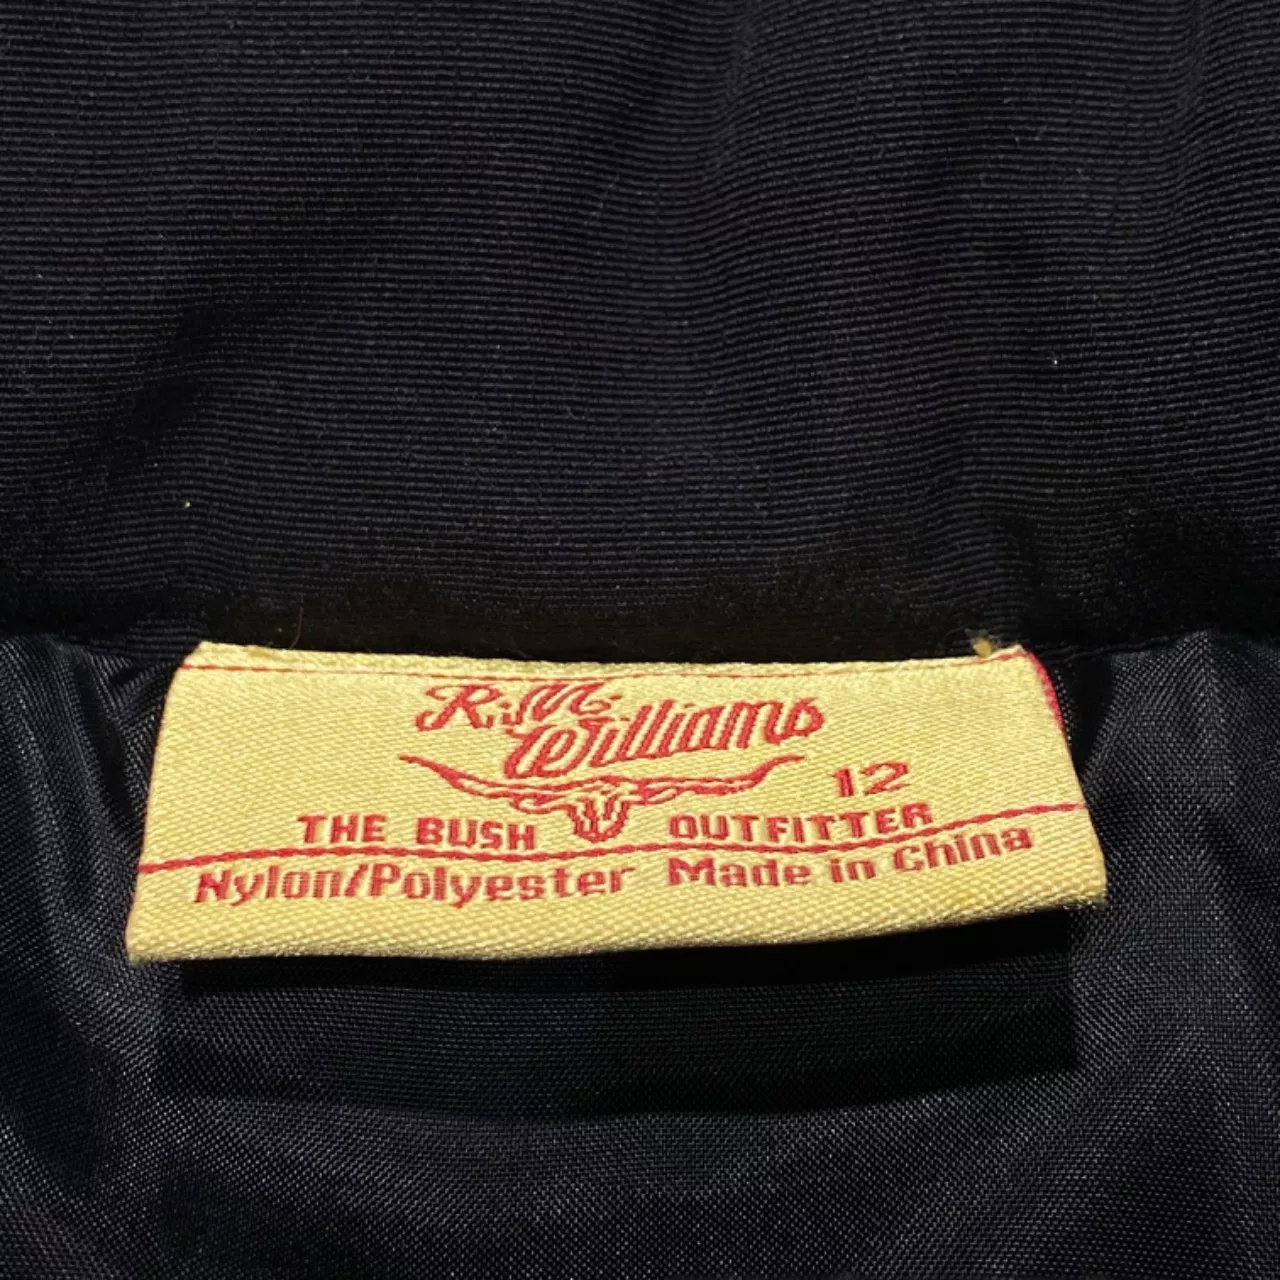 R.M.
Williams
12
THE BUSH OUTFITTER
Nylon/Polyester Made in China